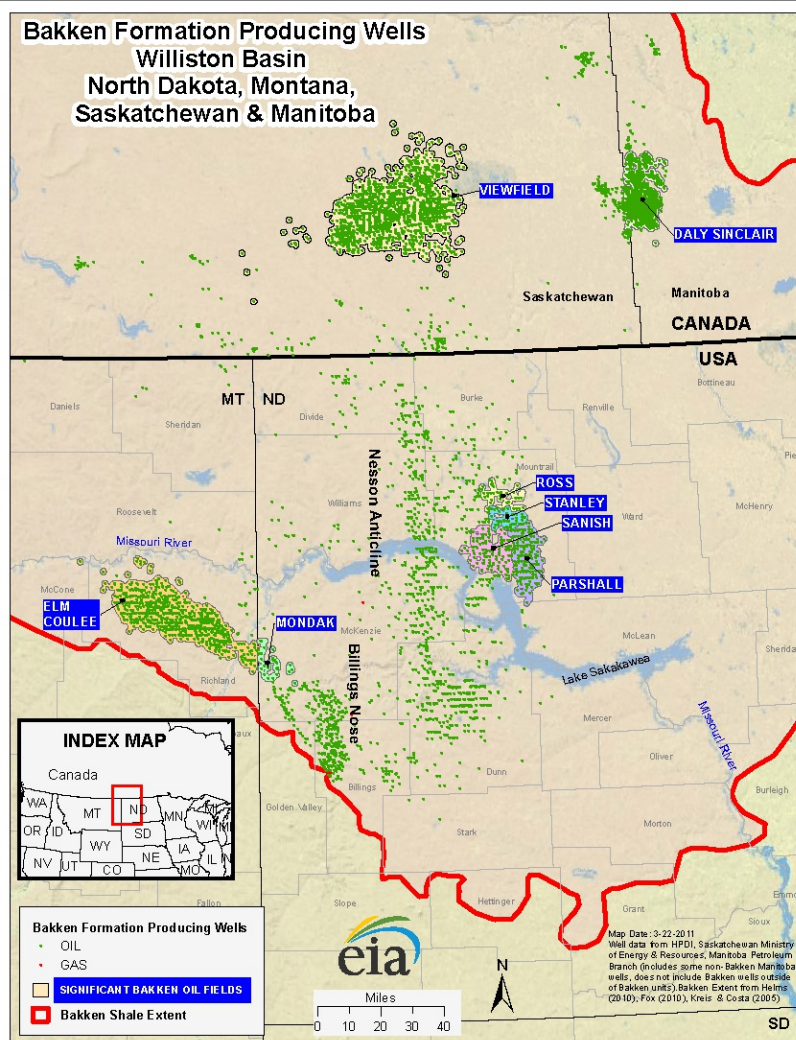 Bakken Formation Producing Wells
Williston Basin
North Dakota, Montana,
Saskatchewan & Manitoba
VIEWFIELD
DALY SINCLAIR
Saskatchewan
Manitoba
CANADA
USA
MT
ND
Daniels
Sheridan
Divide
Burke
Renville
Bottineau
Mountrail
Nesson Anticline
ROSS
STANLEY
SANISH
PARSHALL
Williams
Ward
McHenry
Roosevelt
Missouri River
McCone
ELM
COULEE
MONDAK
McKenzie
Billings Nose
McLean
Richland
Lake Sakakawea
Mercer
Missouri River
Oliver
Dunn
Billings
Golden Valley
Burleigh
Stark
Morton
Hettinger
Grant
Slope
Fallon
Sioux
INDEX MAP
Canada
WA
MT
ND
MN
OR
ID
SD
WI
WY
NV
UT
NE
IA
CO
IL
MO
Bakken Formation Producing Wells
OIL
GAS
SIGNIFICANT BAKKEN OIL FIELDS
Bakken Shale Extent
eia
Miles
0 10 20 30 40
N
Map Date: 3-22-2011
Well data from HPDI, Saskatchewan Ministry
of Energy & Resources, Manitoba Petroleum
Branch (includes some non-Bakken Manitoba
wells, does not include Bakken wells outside
of Bakken units).Bakken Extent from Helms
(2010), Fox (2010), Kreis & Costa (2005)
SD